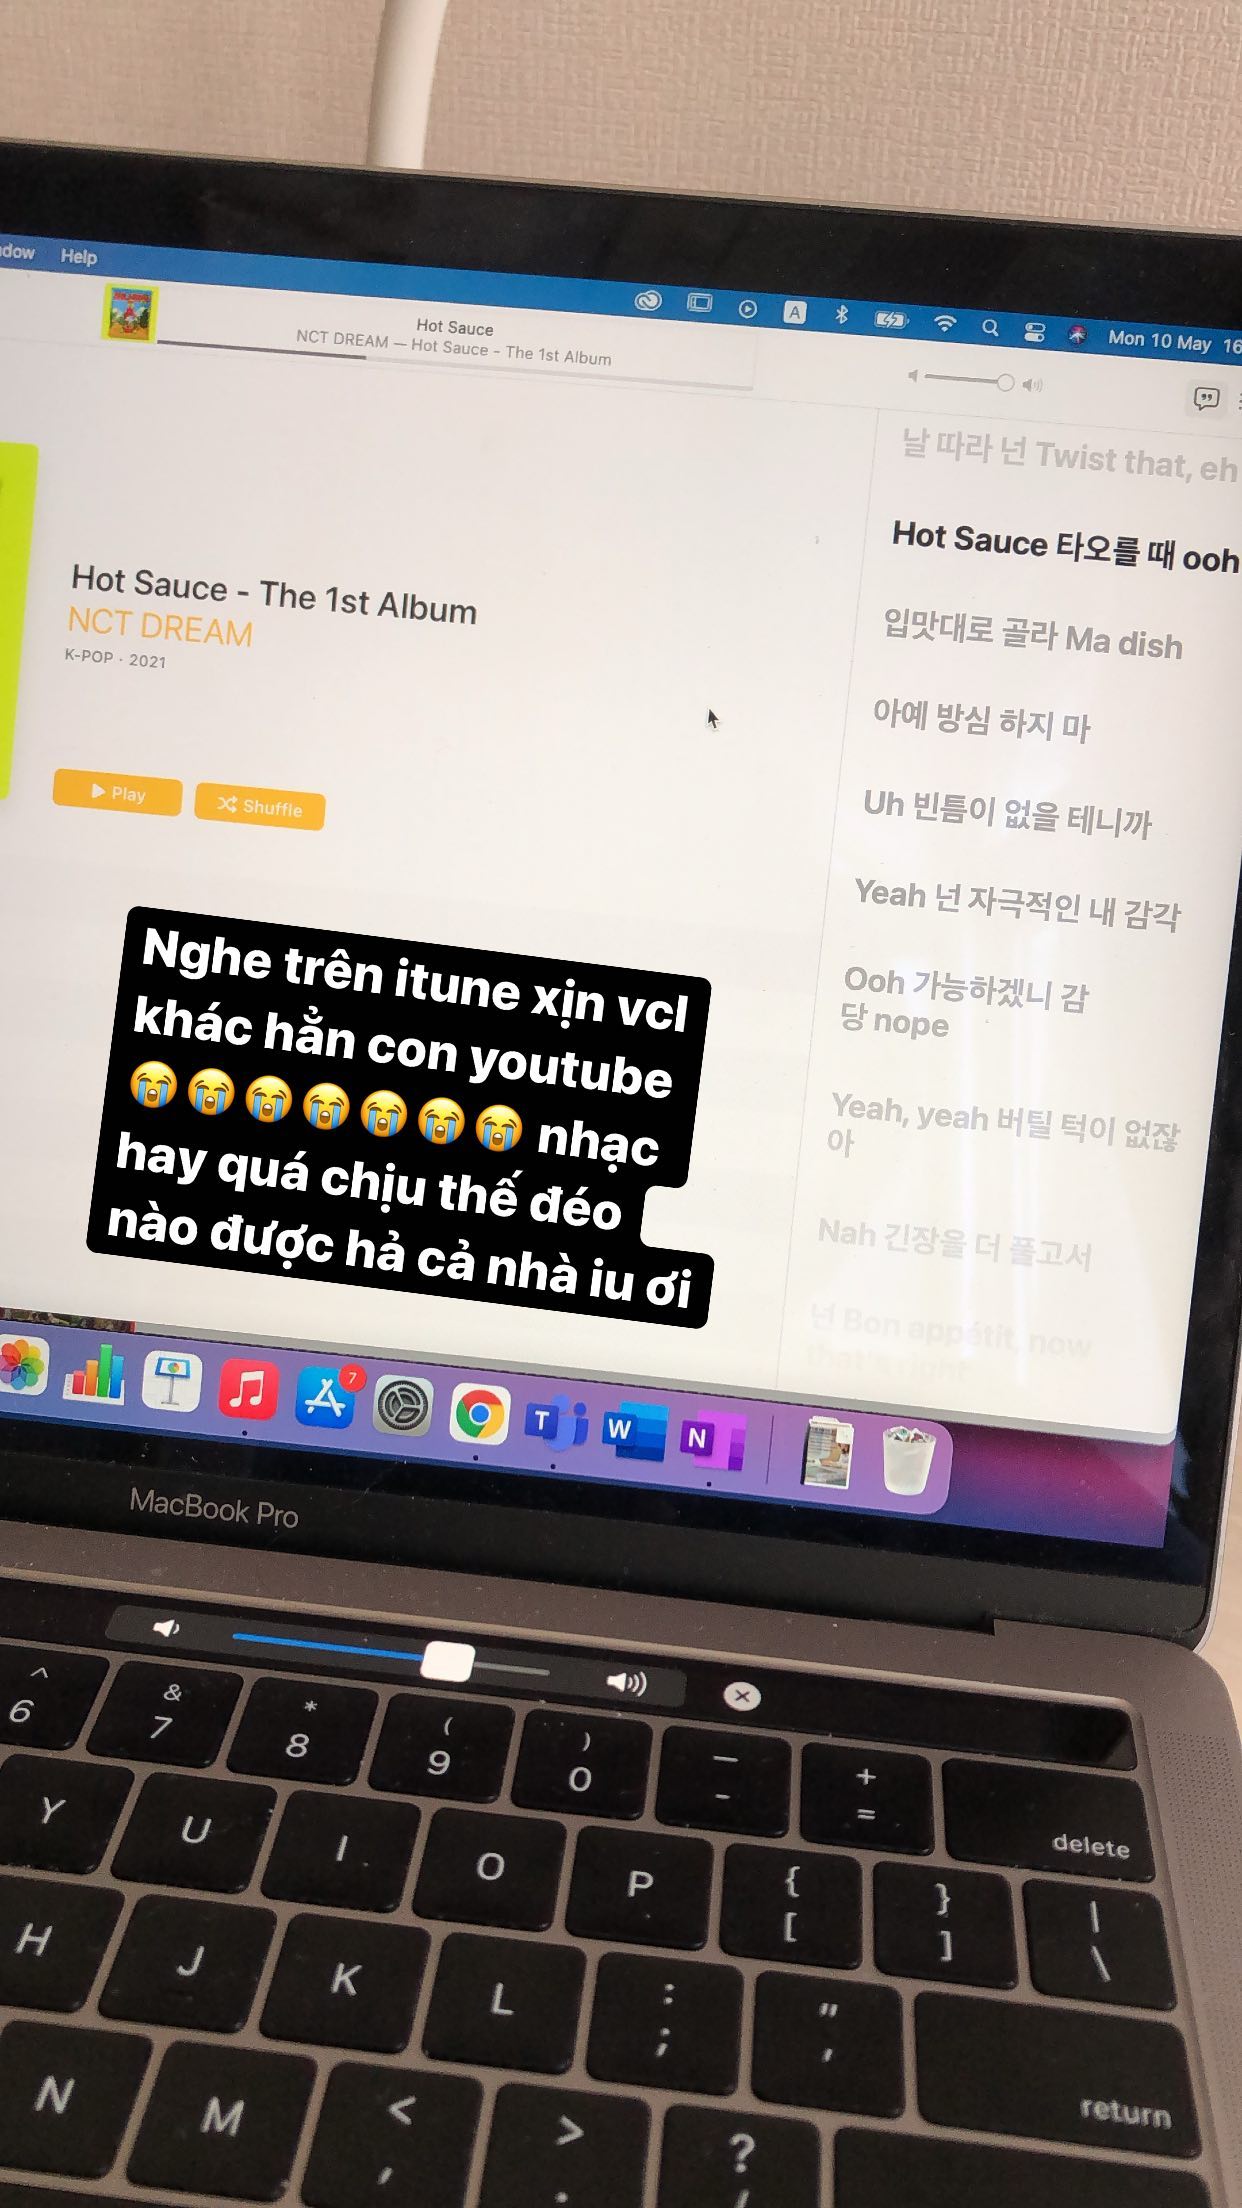 Help
Mon 10 May 16
Hot Sauce
NCT DREAM — Hot Sauce - The 1st Album
날 따라 넌 Twist that, eh
Hot Sauce 타오를 때 ooh
입맛대로 골라 Ma dish
아예 방심 하지 마
Uh 빈틈이 없을 테니까
Yeah 넌 자극적인 내 감각
Ooh 가능하겠니 감
당 nope
Yeah, yeah 버틸 턱이 없잖
아
Nah 긴장을 더 풀고서
넌 Bon appétit, now
Hot Sauce - The 1st Album
NCT DREAM
K-POP · 2021
Play
Shuffle
Nghe trên itune xịn vcl
khác hẳn con youtube
😭😭😭😭😭😭😭 nhạc
hay quá chịu thế đéo
nào được hả cả nhà iu ơi
7
T
W
N
MacBook Pro
^ & * ( ) — +
6 7 8 9 0 - =
delete
Y U I O P { [ } ] | \
H J K L : ; " '
return
N M < , > . ? /